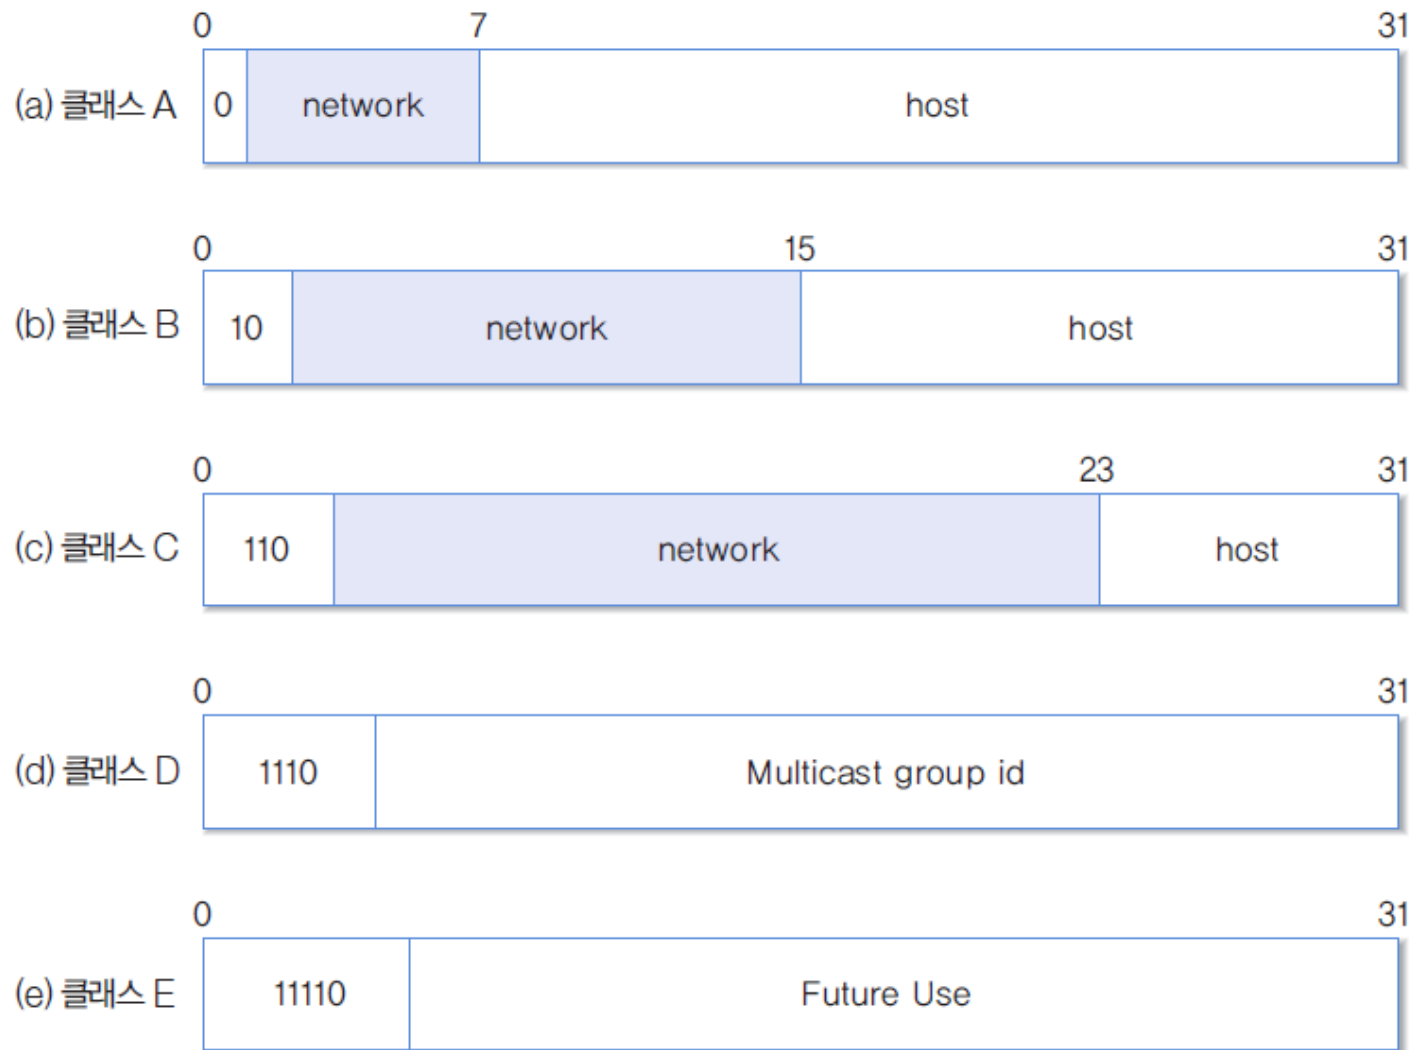 0 7 31
(a) 클래스 A 0 network host
0 15 31
(b) 클래스 B 10 network host
0 23 31
(c) 클래스 C 110 network host
0 31
(d) 클래스 D 1110 Multicast group id
0 31
(e) 클래스 E 11110 Future Use